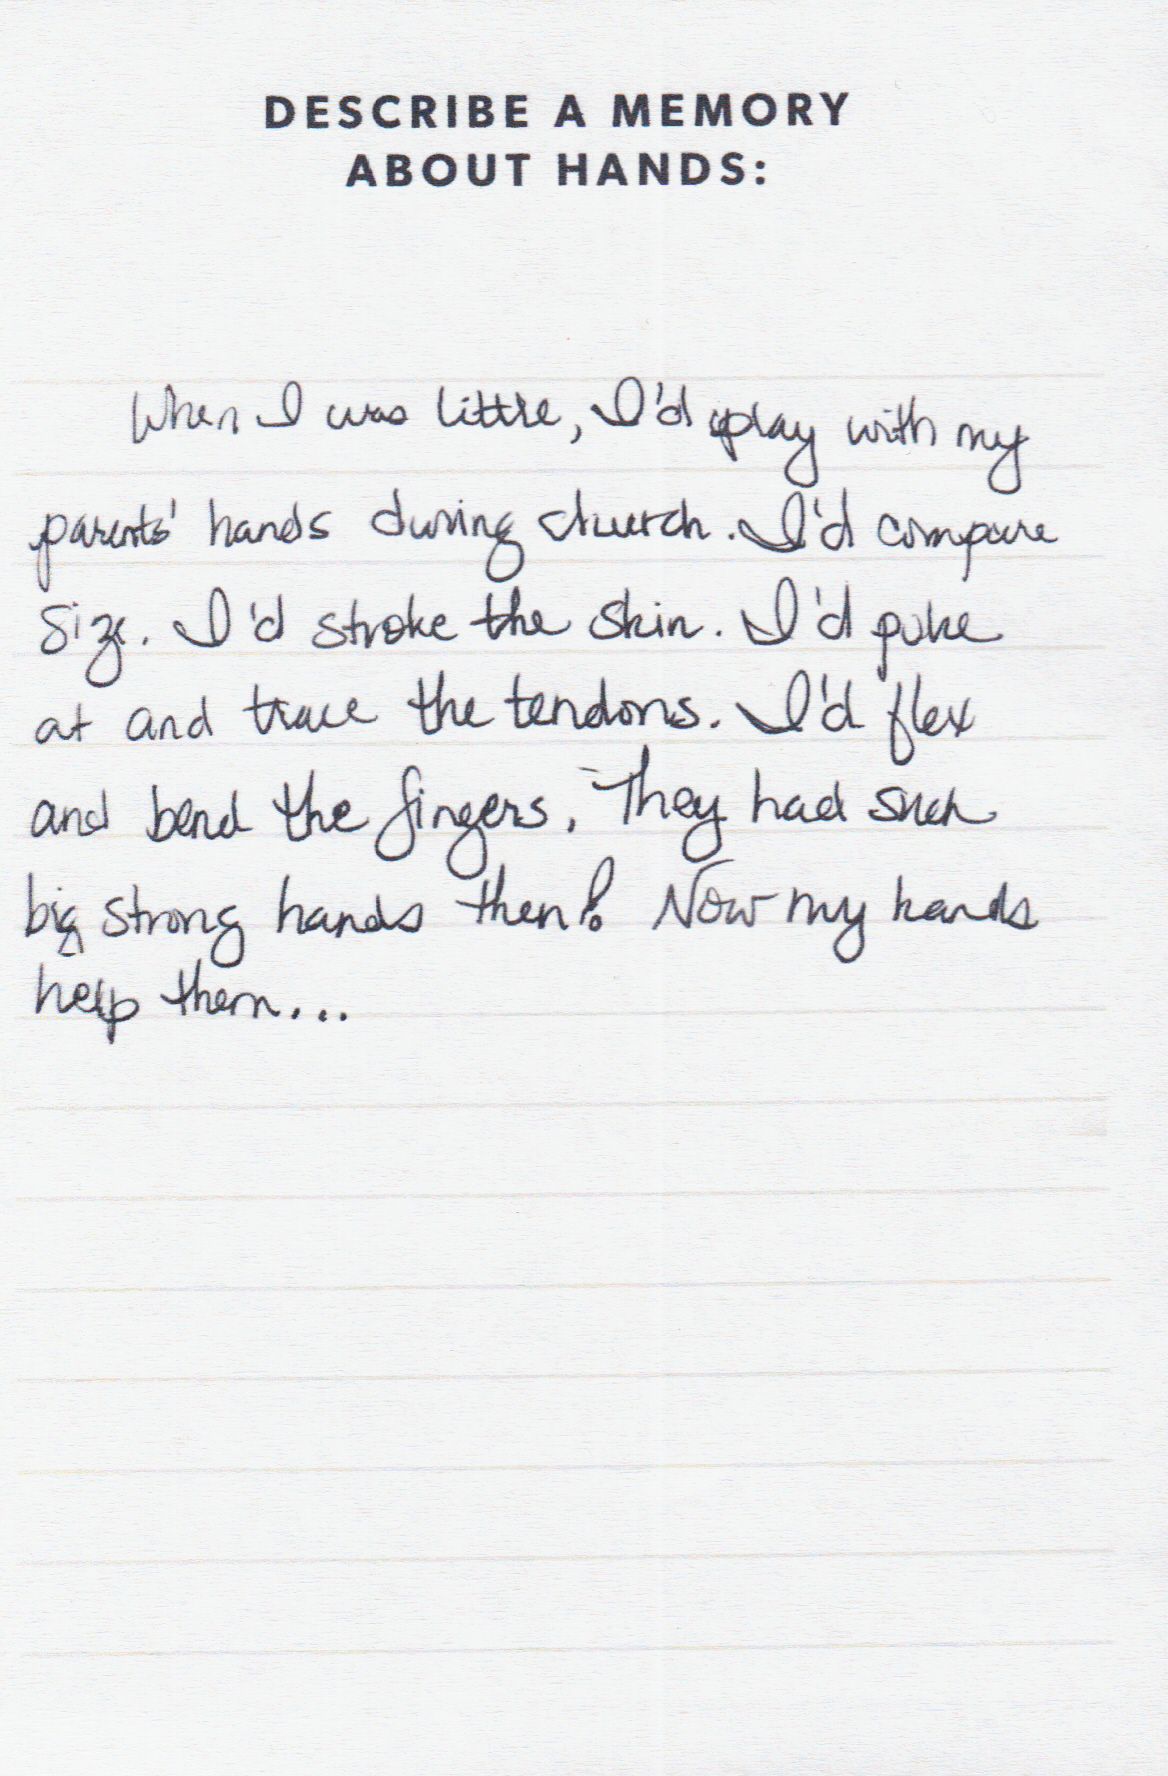 DESCRIBE A MEMORY
ABOUT HANDS:
When I was little, I'd play with my
parents' hands during church. I'd compare
size. I'd stroke the skin. I'd poke
at and trace the tendons. I'd flex
and bend the fingers. They had such
big strong hands then! Now my hands
help them...